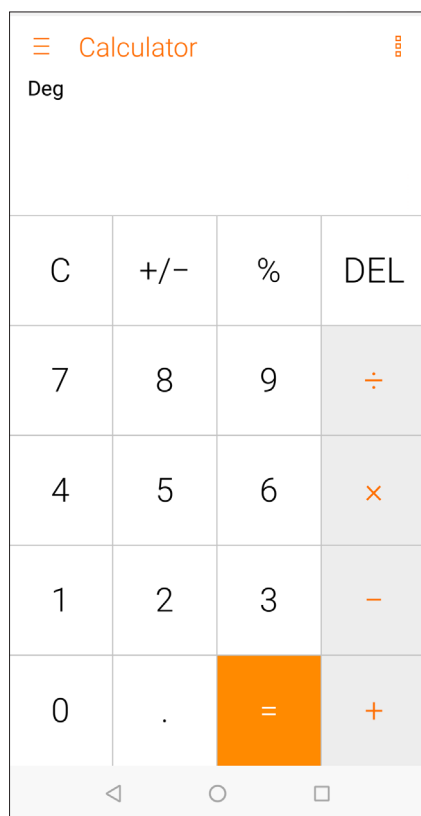 Calculator
Deg
C +/− % DEL
7 8 9 ÷
4 5 6 ×
1 2 3 −
0 . = +